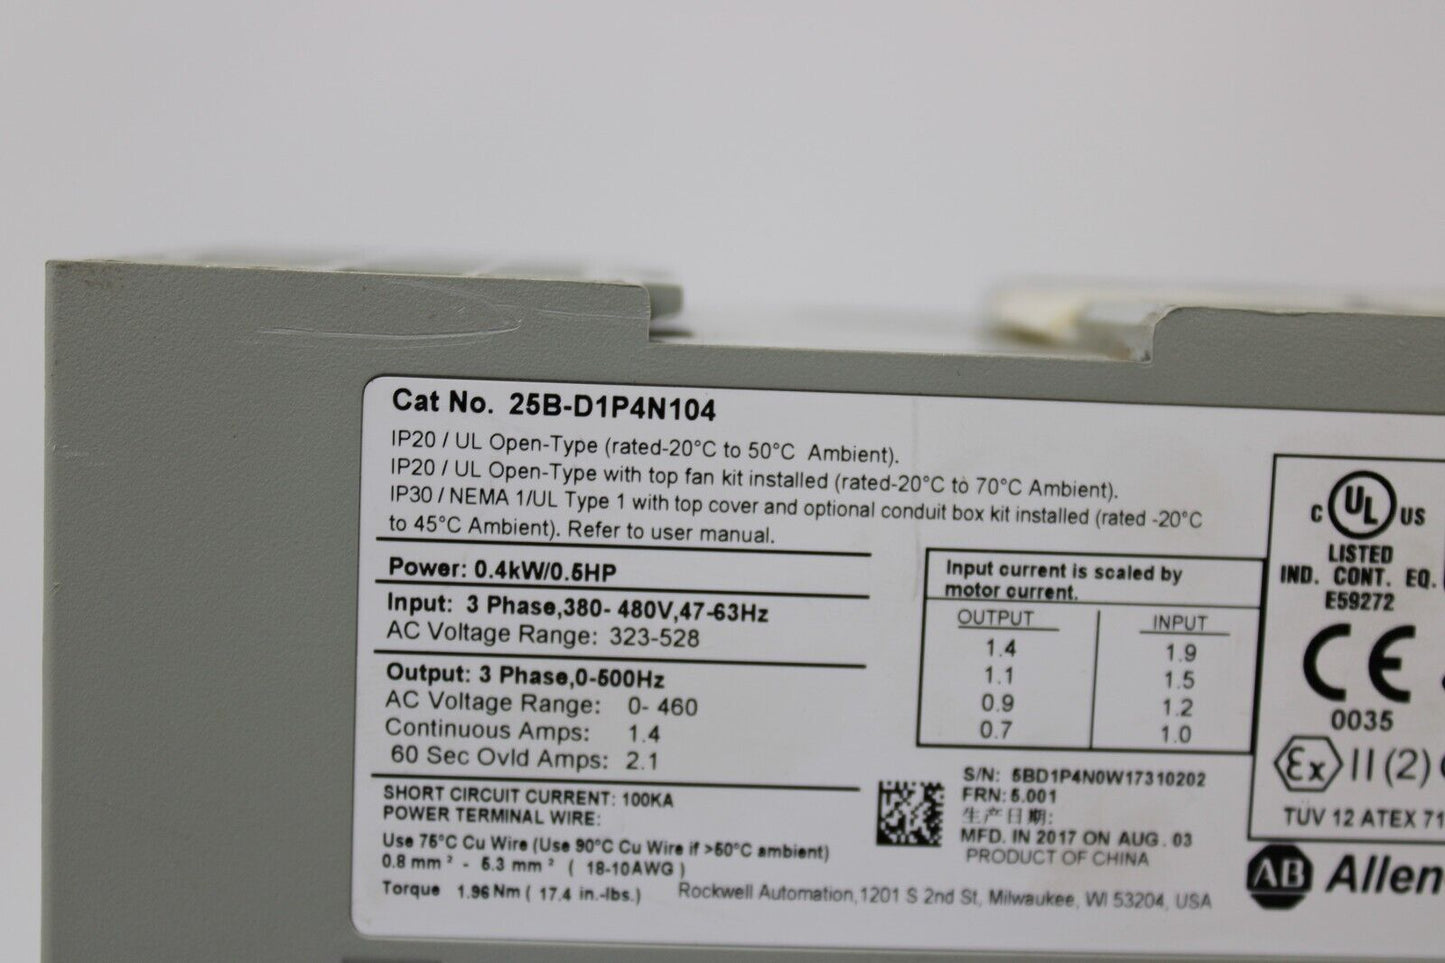 Cat No. 25B-D1P4N104
IP20 / UL Open-Type (rated-20°C to 50°C Ambient).
IP20 / UL Open-Type with top fan kit installed (rated-20°C to 70°C Ambient).
IP30 / NEMA 1/UL Type 1 with top cover and optional conduit box kit installed (rated -20°C
to 45°C Ambient). Refer to user manual.
Power: 0.4kW/0.5HP
Input: 3 Phase,380- 480V,47-63Hz
AC Voltage Range: 323-528
Output: 3 Phase,0-500Hz
AC Voltage Range: 0- 460
Continuous Amps: 1.4
60 Sec Ovld Amps: 2.1
SHORT CIRCUIT CURRENT: 100KA
POWER TERMINAL WIRE:
Use 75°C Cu Wire (Use 90°C Cu Wire if >50°C ambient)
0.8 mm ² - 5.3 mm ² ( 18-10AWG )
Torque 1.96 Nm ( 17.4 in.-lbs.)
Input current is scaled by
motor current.
OUTPUT INPUT
1.4 1.9
1.1 1.5
0.9 1.2
0.7 1.0
S/N: 5BD1P4N0W17310202
FRN: 5.001
生产日期:
MFD. IN 2017 ON AUG . 03
PRODUCT OF CHINA
Rockwell Automation, 1201 S 2nd St, Milwaukee, WI 53204, USA
C UL US
LISTED
IND. CONT. EQ.
E59272
CE
0035
Ex II (2)
TÜV 12 ATEX 71
AB Allen